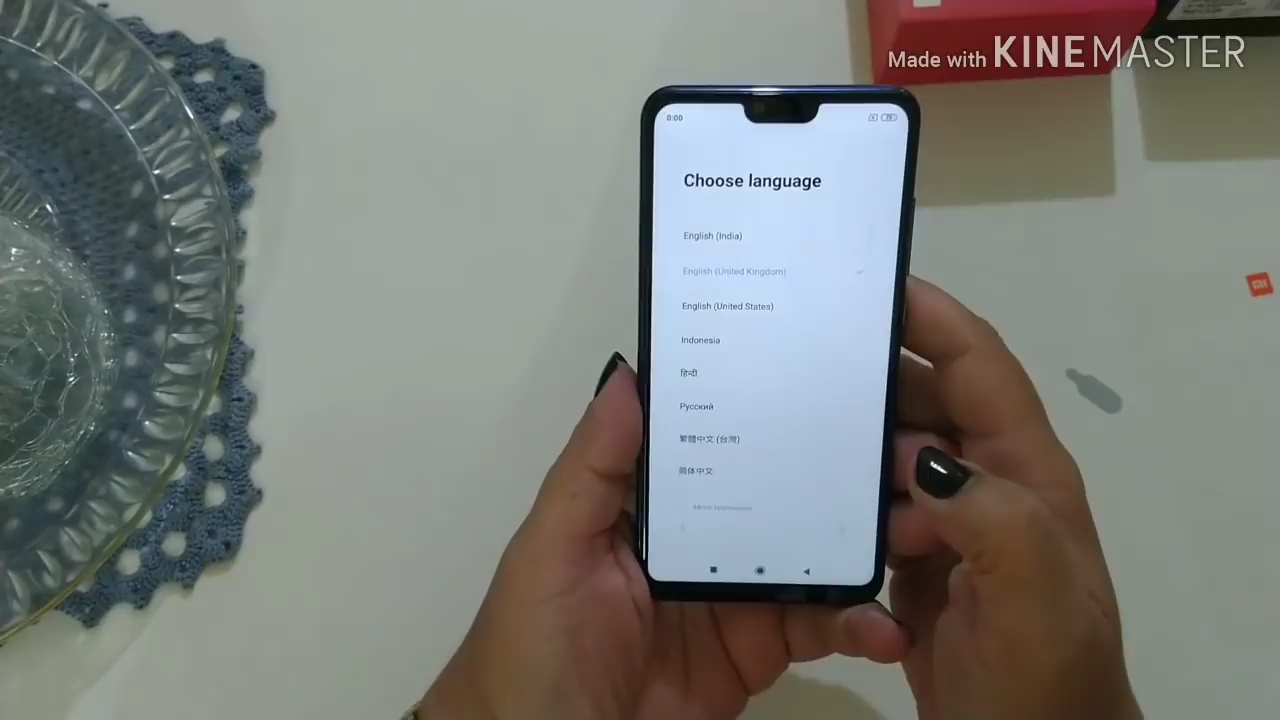 Made with KINEMASTER
0:00
Choose language
English (India)
English (United Kingdom)
English (United States)
Indonesia
हिन्दी
Русский
繁體中文 (台灣)
简体中文
MI